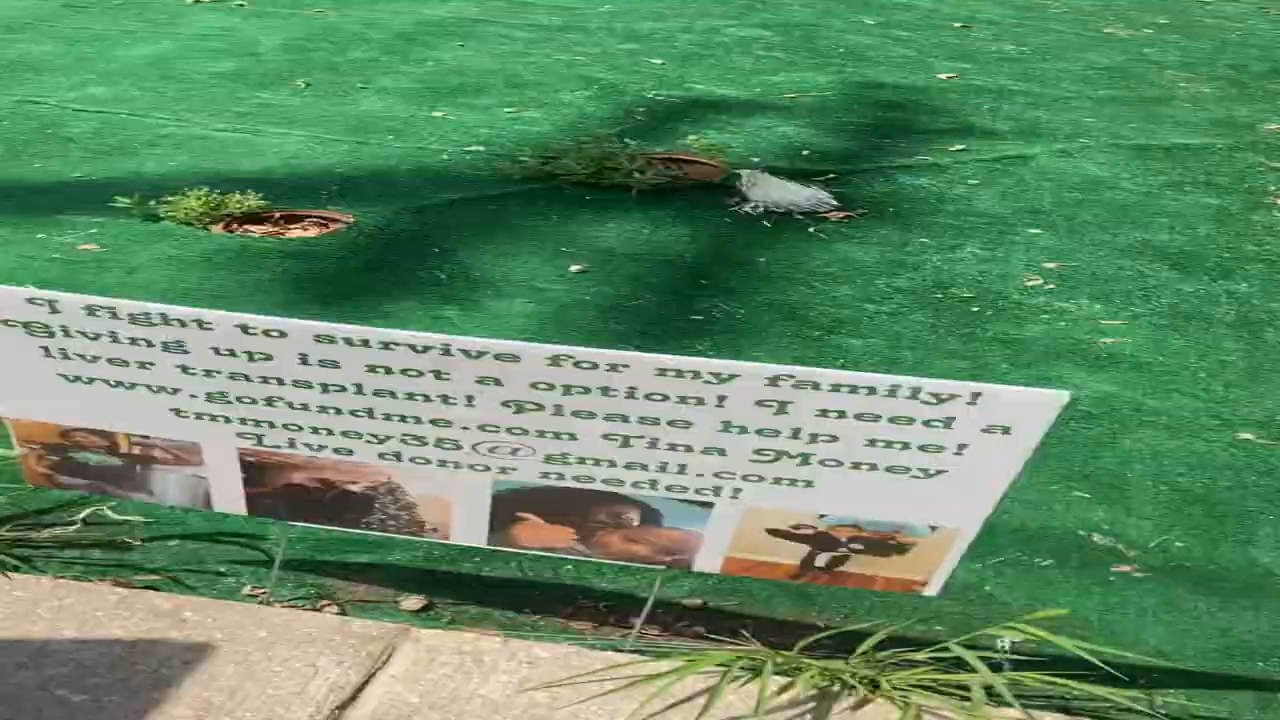 I fight to survive for my family!
Giving up is not a option! I need a
liver transplant! Please help me!
www.gofundme.com Tina Money
tmmoney35@gmail.com
Live donor needed!